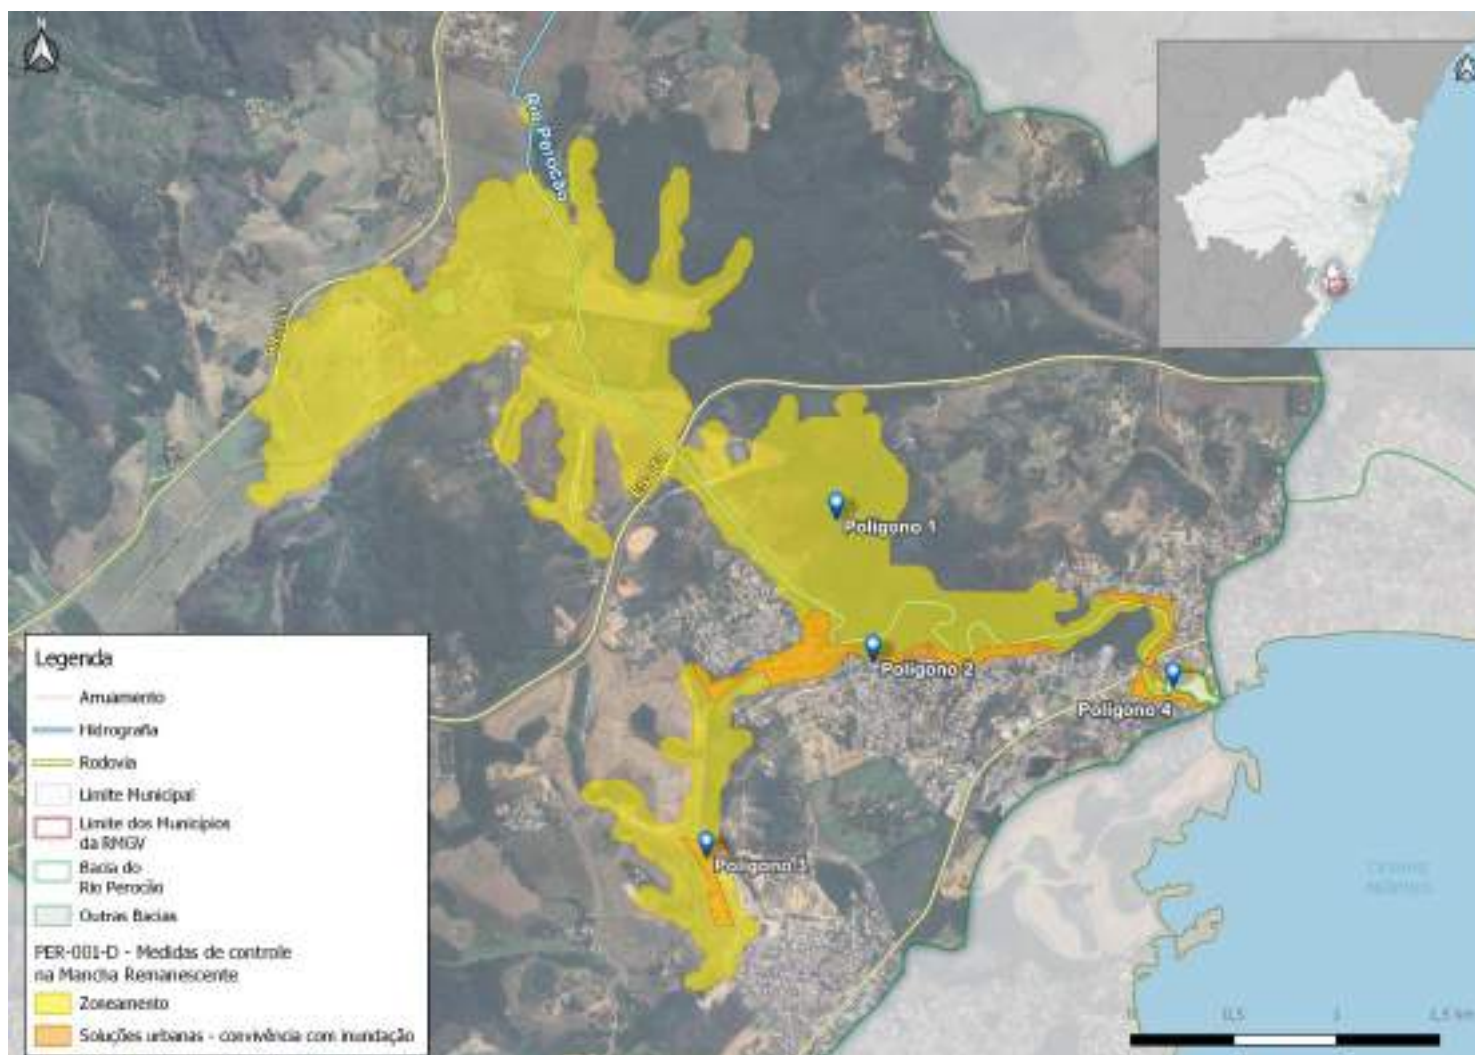 N
Rio Perocão
Polígono 1
Polígono 2
Polígono 4
Polígono 3
Legenda
Arruamento
Hidrografia
Rodovia
Limite Municipal
Limite dos Municípios
da RMGV
Bacia do
Rio Perocão
Outras Bacias
PER-001-D - Medidas de controle
na Mancha Remanescente
Zoneamento
Soluções urbanas - convivência com inundação
0 0,5 1 1,5 km